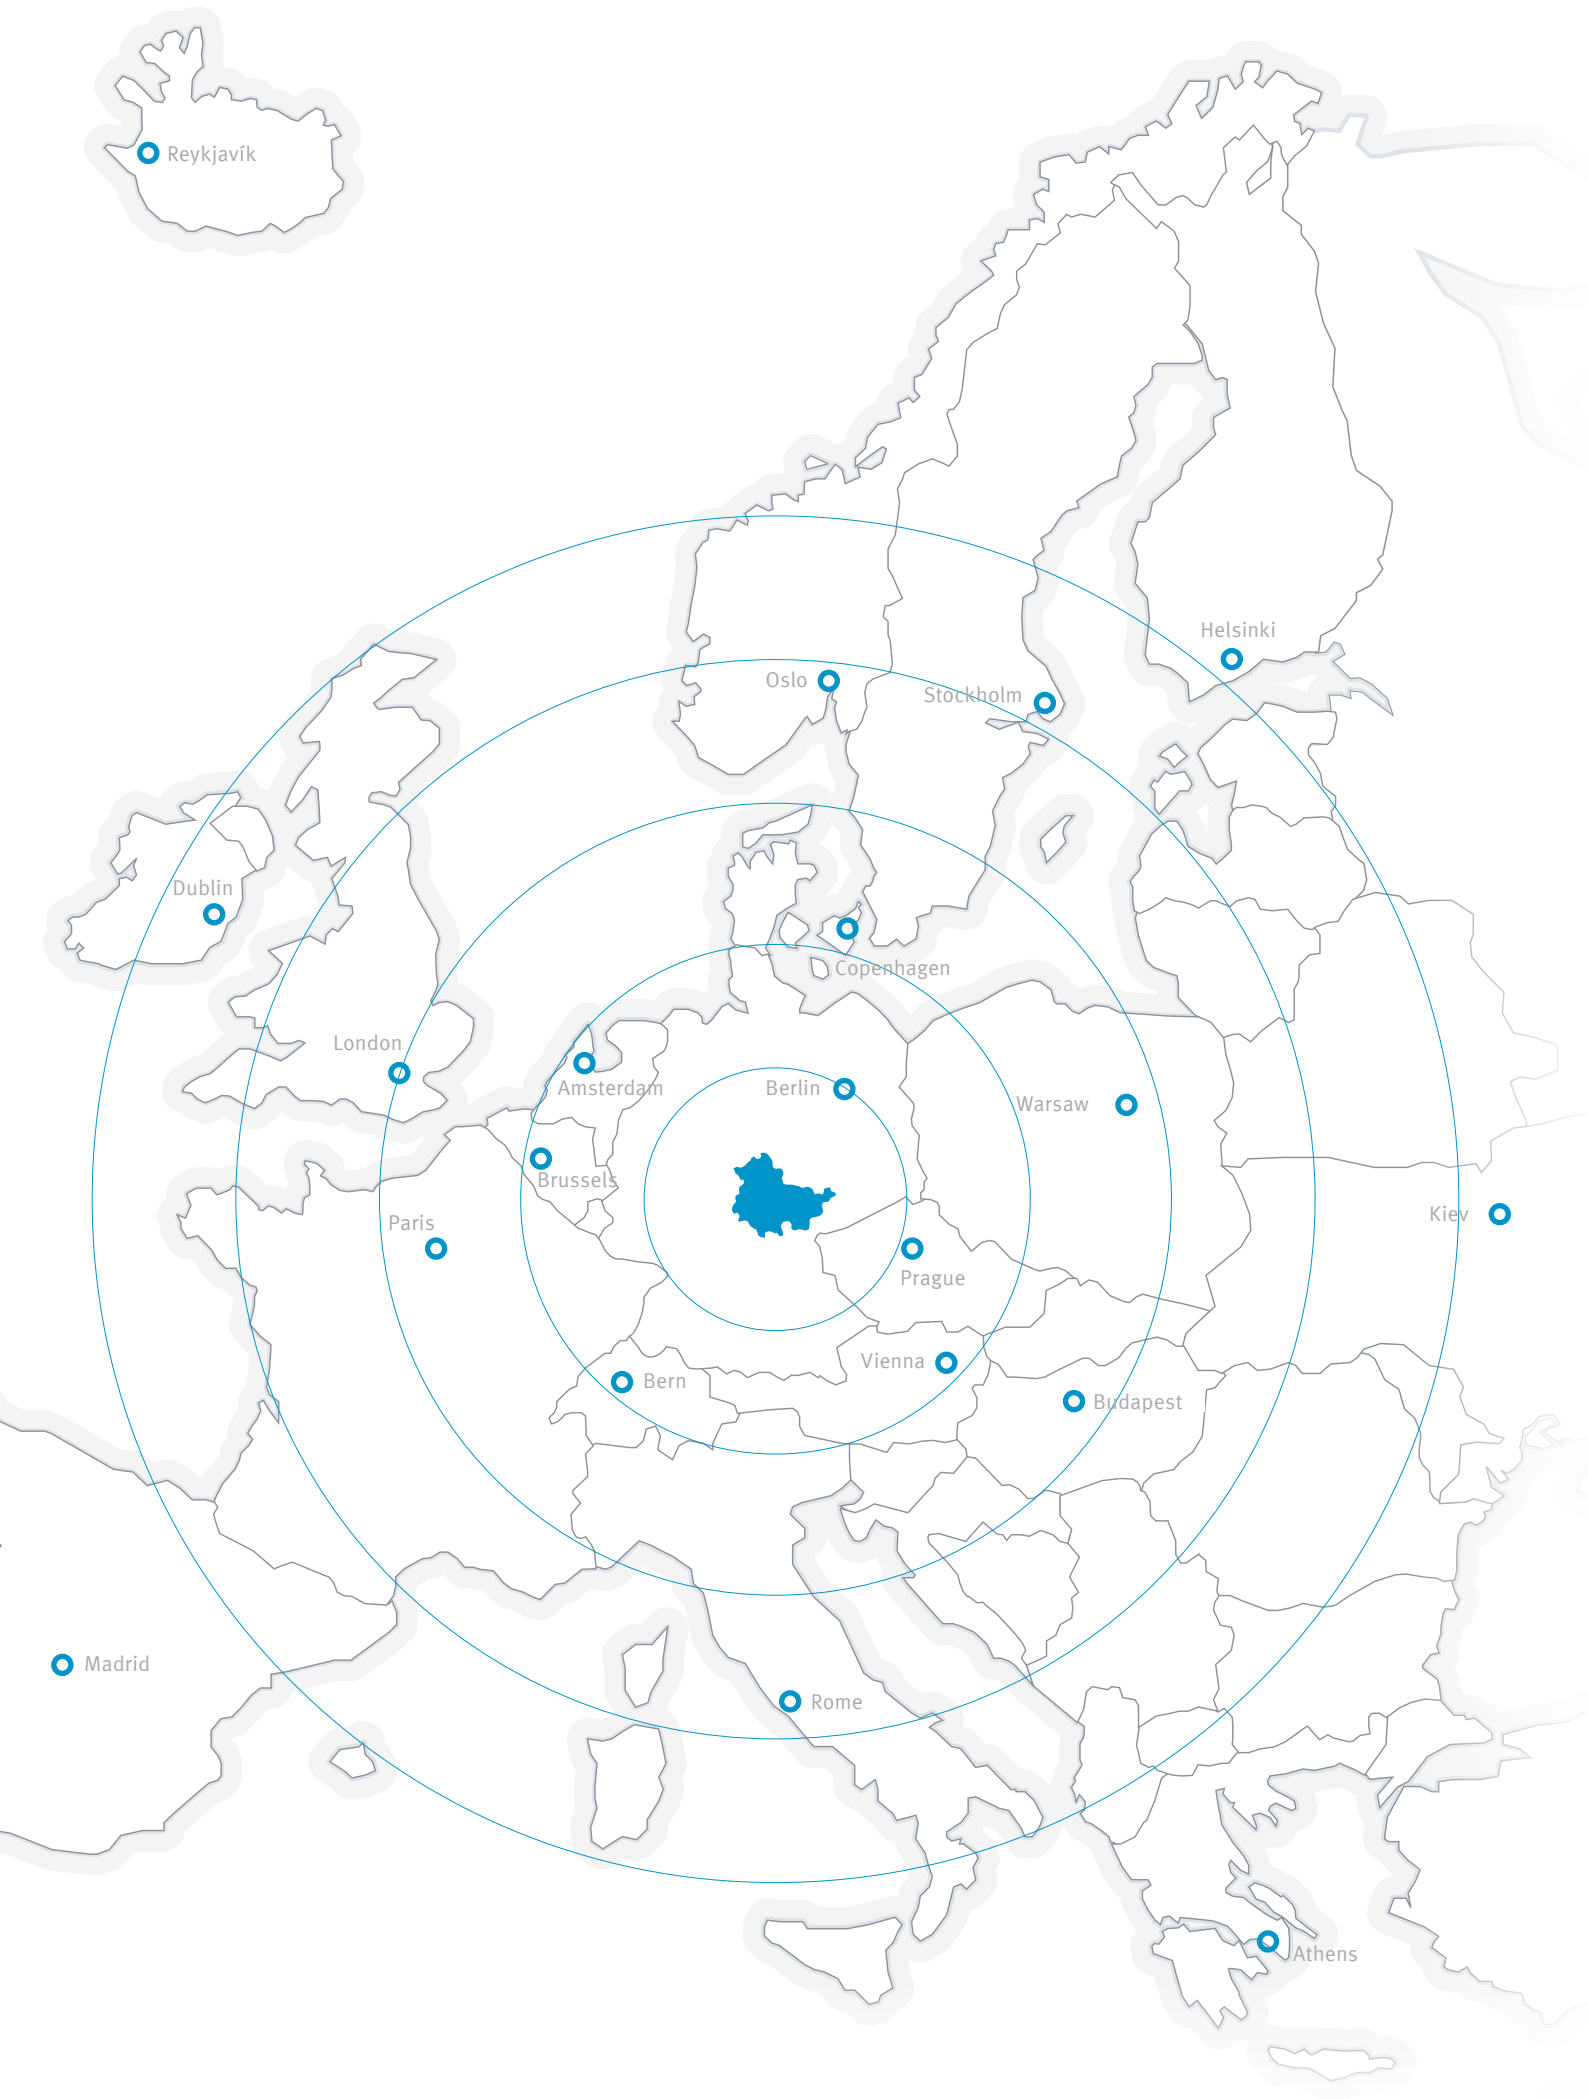 Reykjavík
Helsinki
Oslo
Stockholm
Dublin
Copenhagen
London
Amsterdam
Berlin
Warsaw
Brussels
Paris
Kiev
Prague
Vienna
Bern
Budapest
Madrid
Rome
Athens